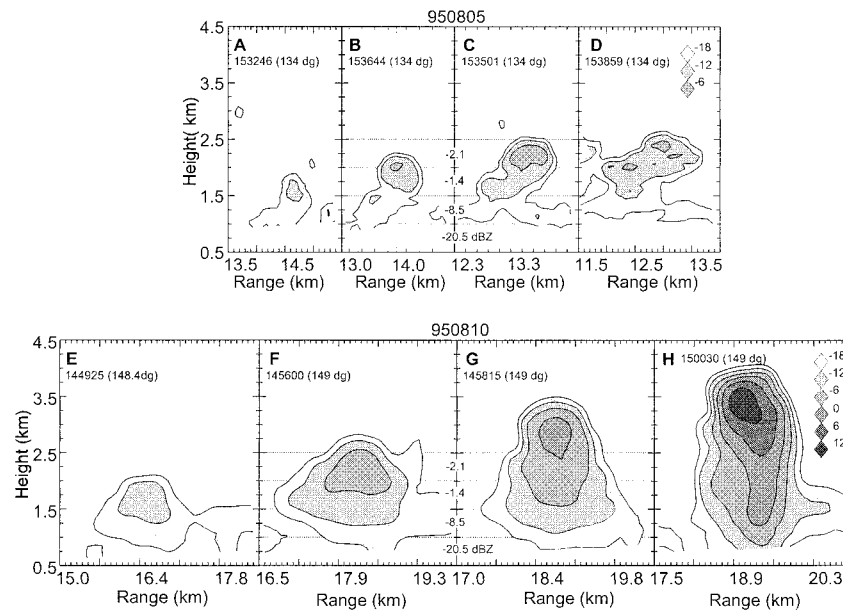 950805
4.5
3.5
2.5
1.5
0.5
Height( km)
A
153246 (134 dg)
B
153644 (134 dg)
C
153501 (134 dg)
D
153859 (134 dg)
-18
-12
-6
-2.1
-1.4
-8.5
-20.5 dBZ
13.5 14.5 13.0 14.0 12.3 13.3 11.5 12.5 13.5
Range (km) Range (km) Range (km) Range (km)
950810
4.5
3.5
2.5
1.5
0.5
Height (km)
E
144925 (148.4dg)
F
145600 (149 dg)
G
145815 (149 dg)
H
150030 (149 dg)
-18
-12
-6
0
6
12
-2.1
-1.4
-8.5
-20.5 dBZ
15.0 16.4 17.8 16.5 17.9 19.3 17.0 18.4 19.8 17.5 18.9 20.3
Range (km) Range (km) Range (km) Range (km)